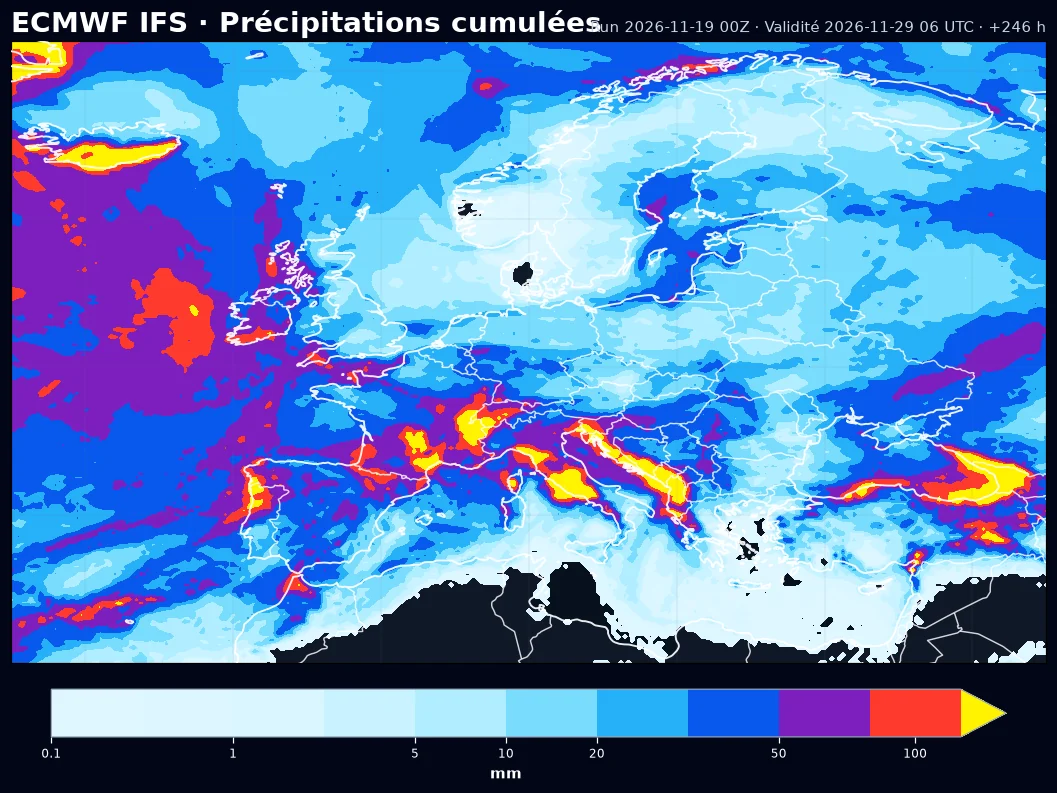 ECMWF IFS · Précipitations cumulées
Run 2026-11-19 00Z · Validité 2026-11-29 06 UTC · +246 h
0.1 1 5 10 20 50 100
mm